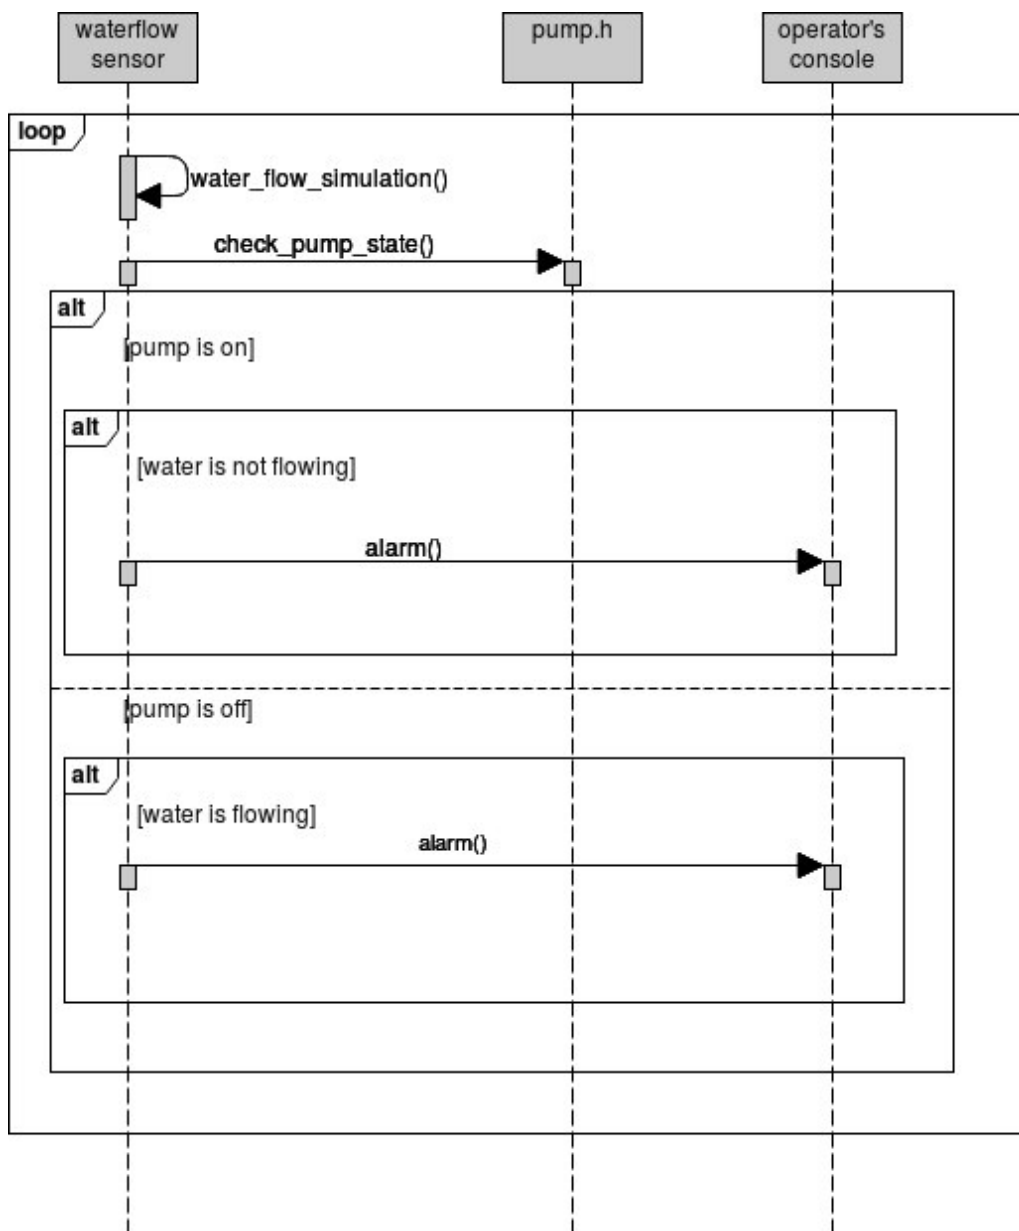 waterflow
sensor
pump.h
operator's
console
loop
water_flow_simulation()
check_pump_state()
alt
[pump is on]
alt
[water is not flowing]
alarm()
[pump is off]
alt
[water is flowing]
alarm()